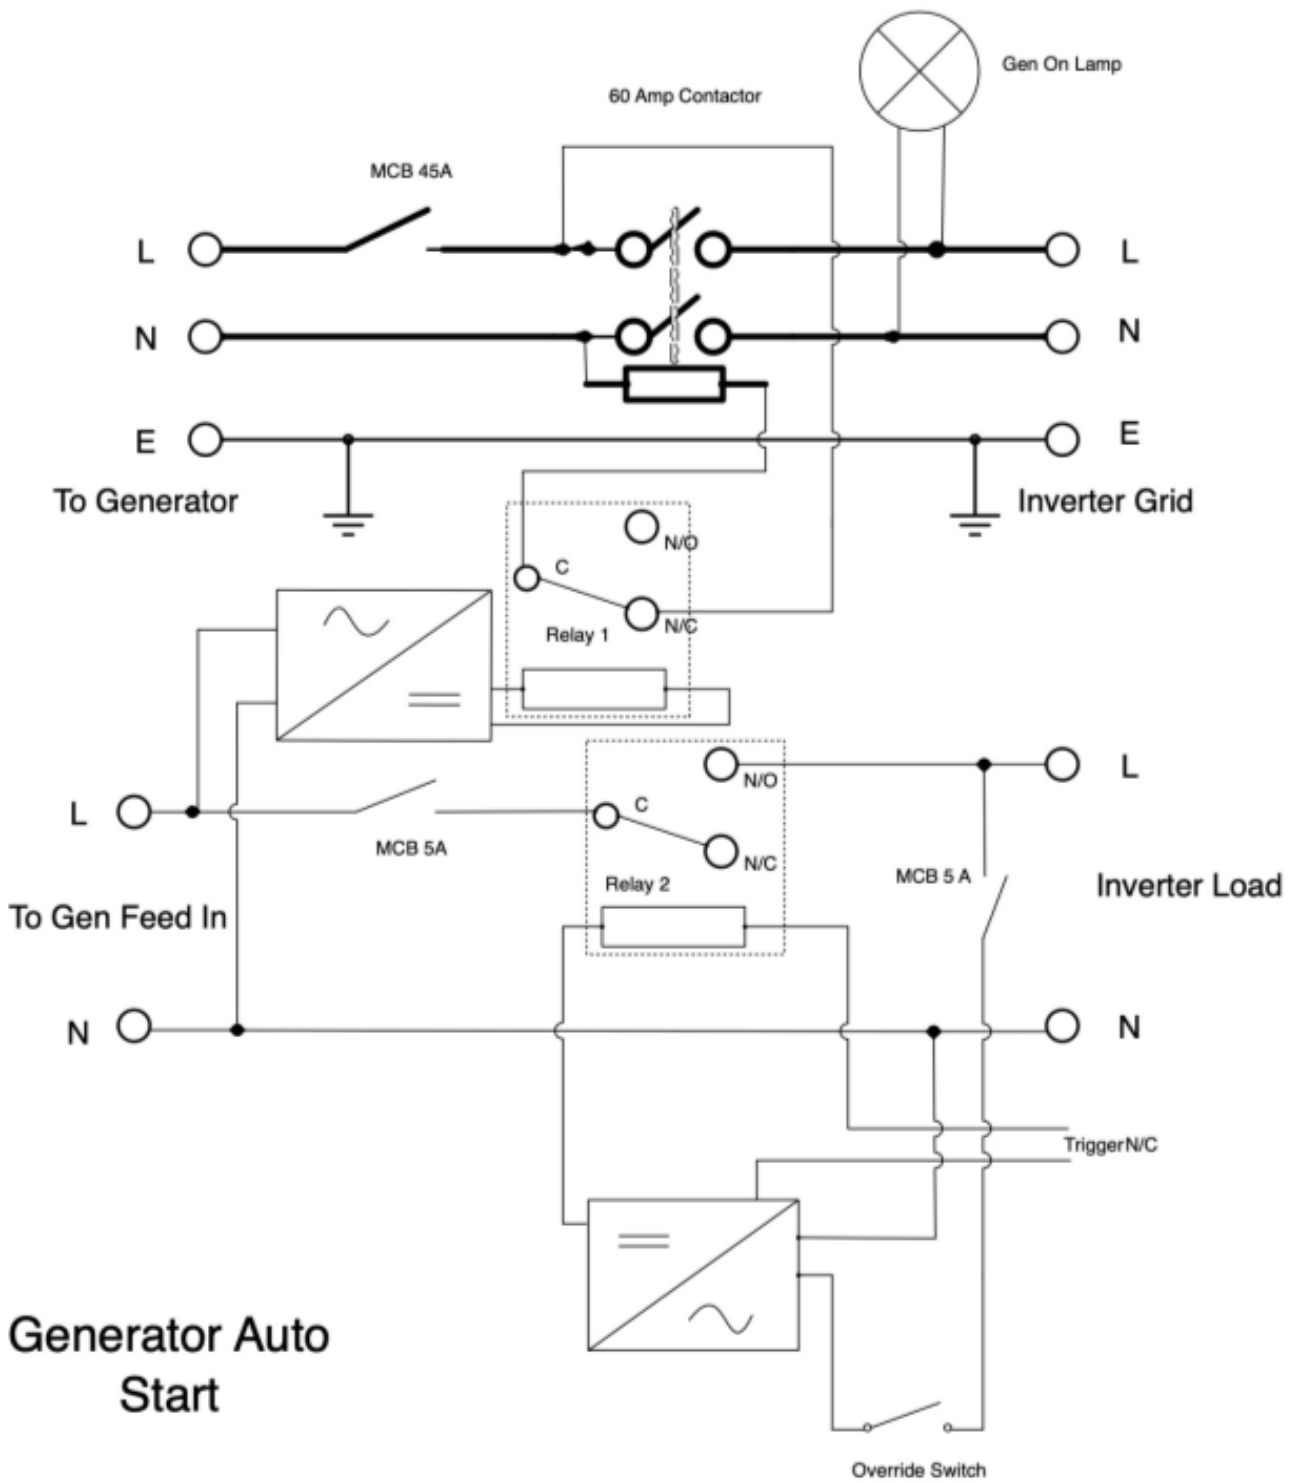 Gen On Lamp
60 Amp Contactor
MCB 45A
L
L
N
N
E
E
To Generator
Inverter Grid
N/O
C
N/C
Relay 1
L
N/O
L
C
MCB 5A
N/C
MCB 5 A
Relay 2
Inverter Load
To Gen Feed In
N
N
TriggerN/C
Generator Auto
Start
Override Switch